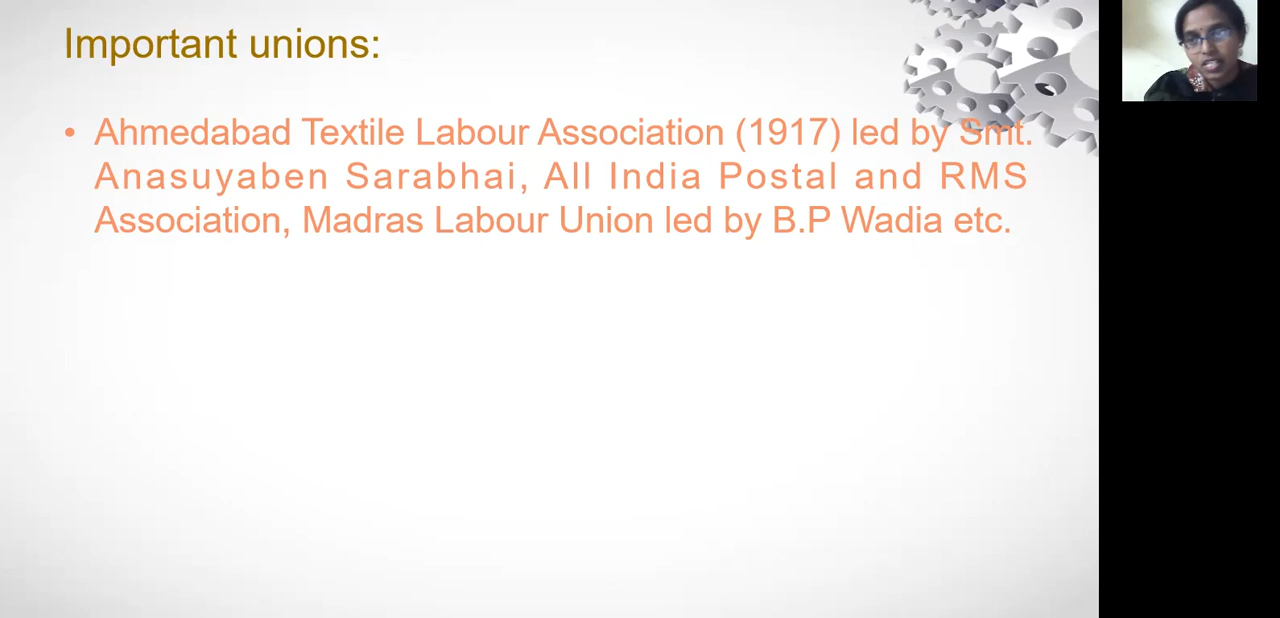 Important unions:
• Ahmedabad Textile Labour Association (1917) led by Smt.
Anasuyaben Sarabhai, All India Postal and RMS
Association, Madras Labour Union led by B.P Wadia etc.